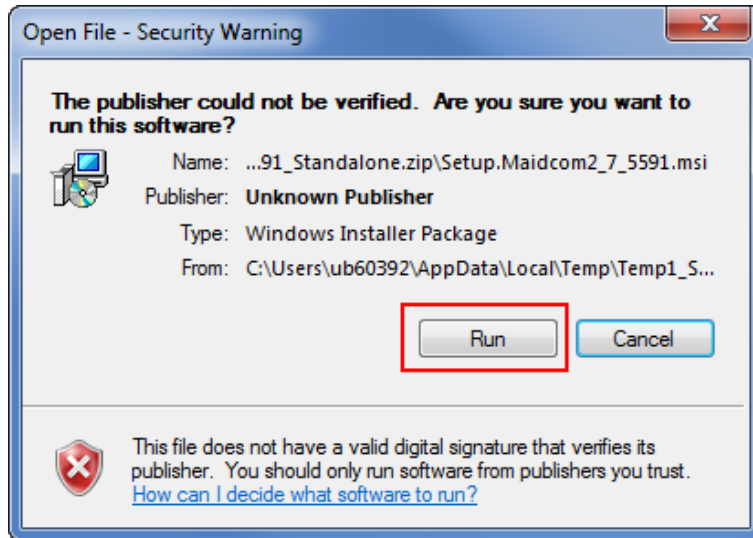 Open File - Security Warning
The publisher could not be verified. Are you sure you want to
run this software?
Name: ...91_Standalone.zip\Setup.Maidcom2_7_5591.msi
Publisher: Unknown Publisher
Type: Windows Installer Package
From: C:\Users\ub60392\AppData\Local\Temp\Temp1_S...
Run Cancel
This file does not have a valid digital signature that verifies its
publisher. You should only run software from publishers you trust.
How can I decide what software to run?